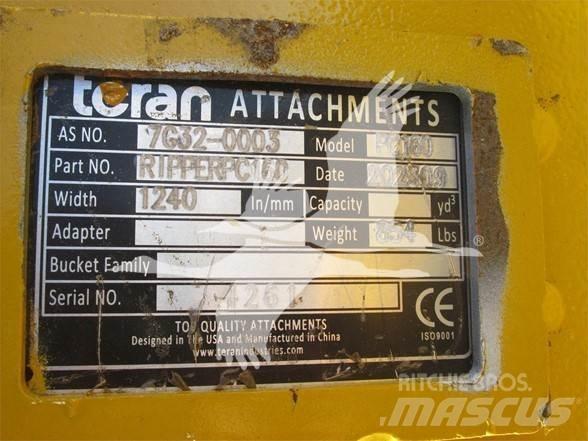 teran ATTACHMENTS
AS NO. 7G32-0003 Model PC160
Part NO. RIPPERPC160 Date
Width 1240 In/mm Capacity yd³
Adapter Weight Lbs
Bucket Family
Serial NO. 4261
TOP QUALITY ATTACHMENTS
Designed in The USA and Manufactured in China
www.teranindustries.com
CE
ISO9001
®
RITCHIE BROS.
MASCUS